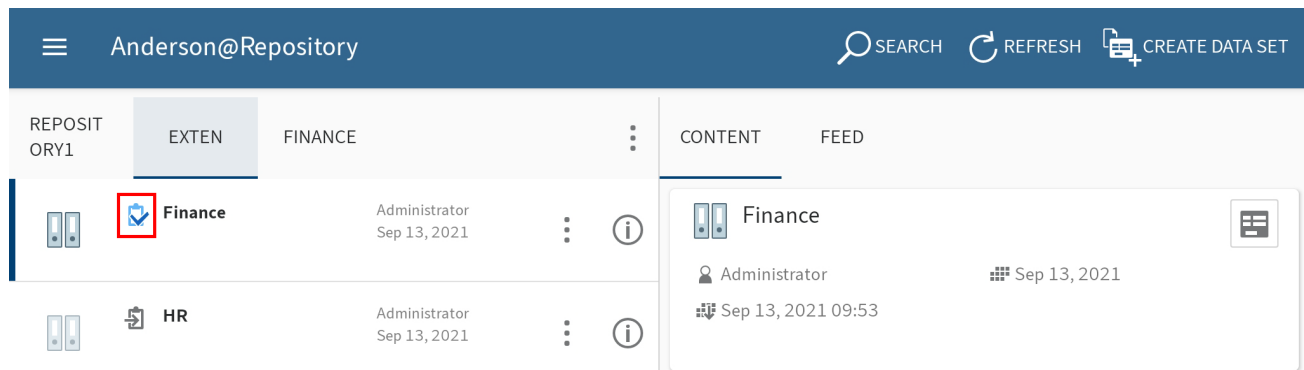 Anderson@Repository
SEARCH
REFRESH
CREATE DATA SET
REPOSIT
ORY1
EXTEN
FINANCE
CONTENT
FEED
Finance
Administrator
Sep 13, 2021
HR
Administrator
Sep 13, 2021
Finance
Administrator
Sep 13, 2021
Sep 13, 2021 09:53